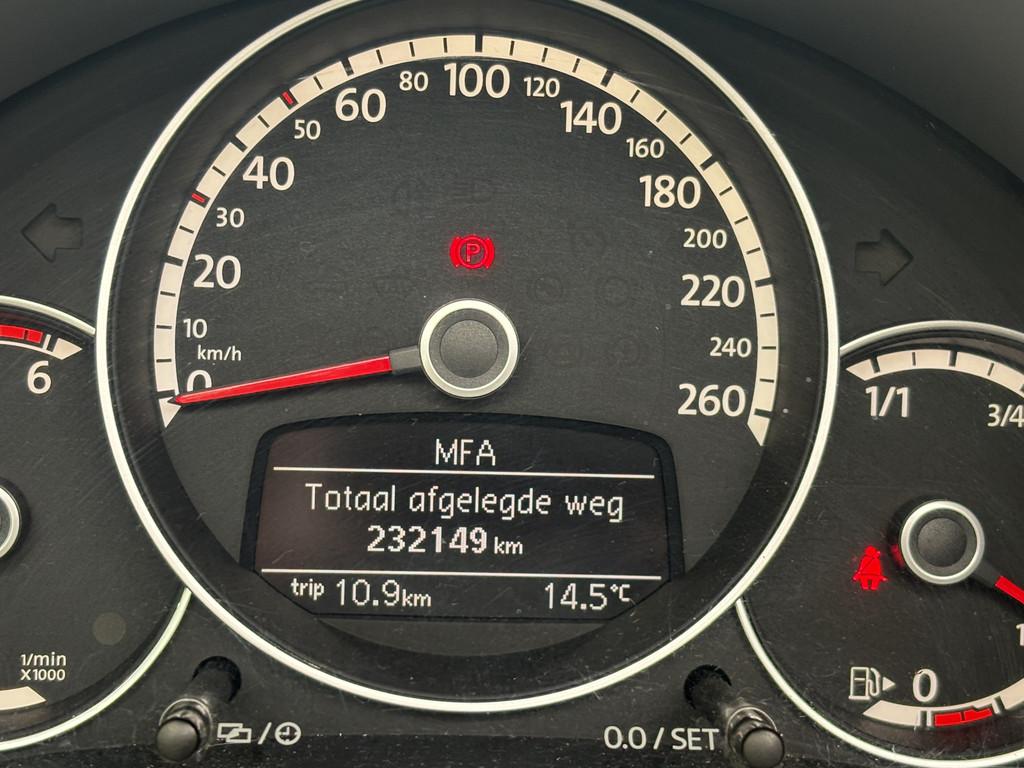 80 100 120
60 140
50 160
40 180
30 200
20 220
10 240
km/h
0 260
6
1/1
3/4
P
MFA
Totaal afgelegde weg
232149 km
trip 10.9km 14.5°C
1/min
X1000
0
0.0 / SET